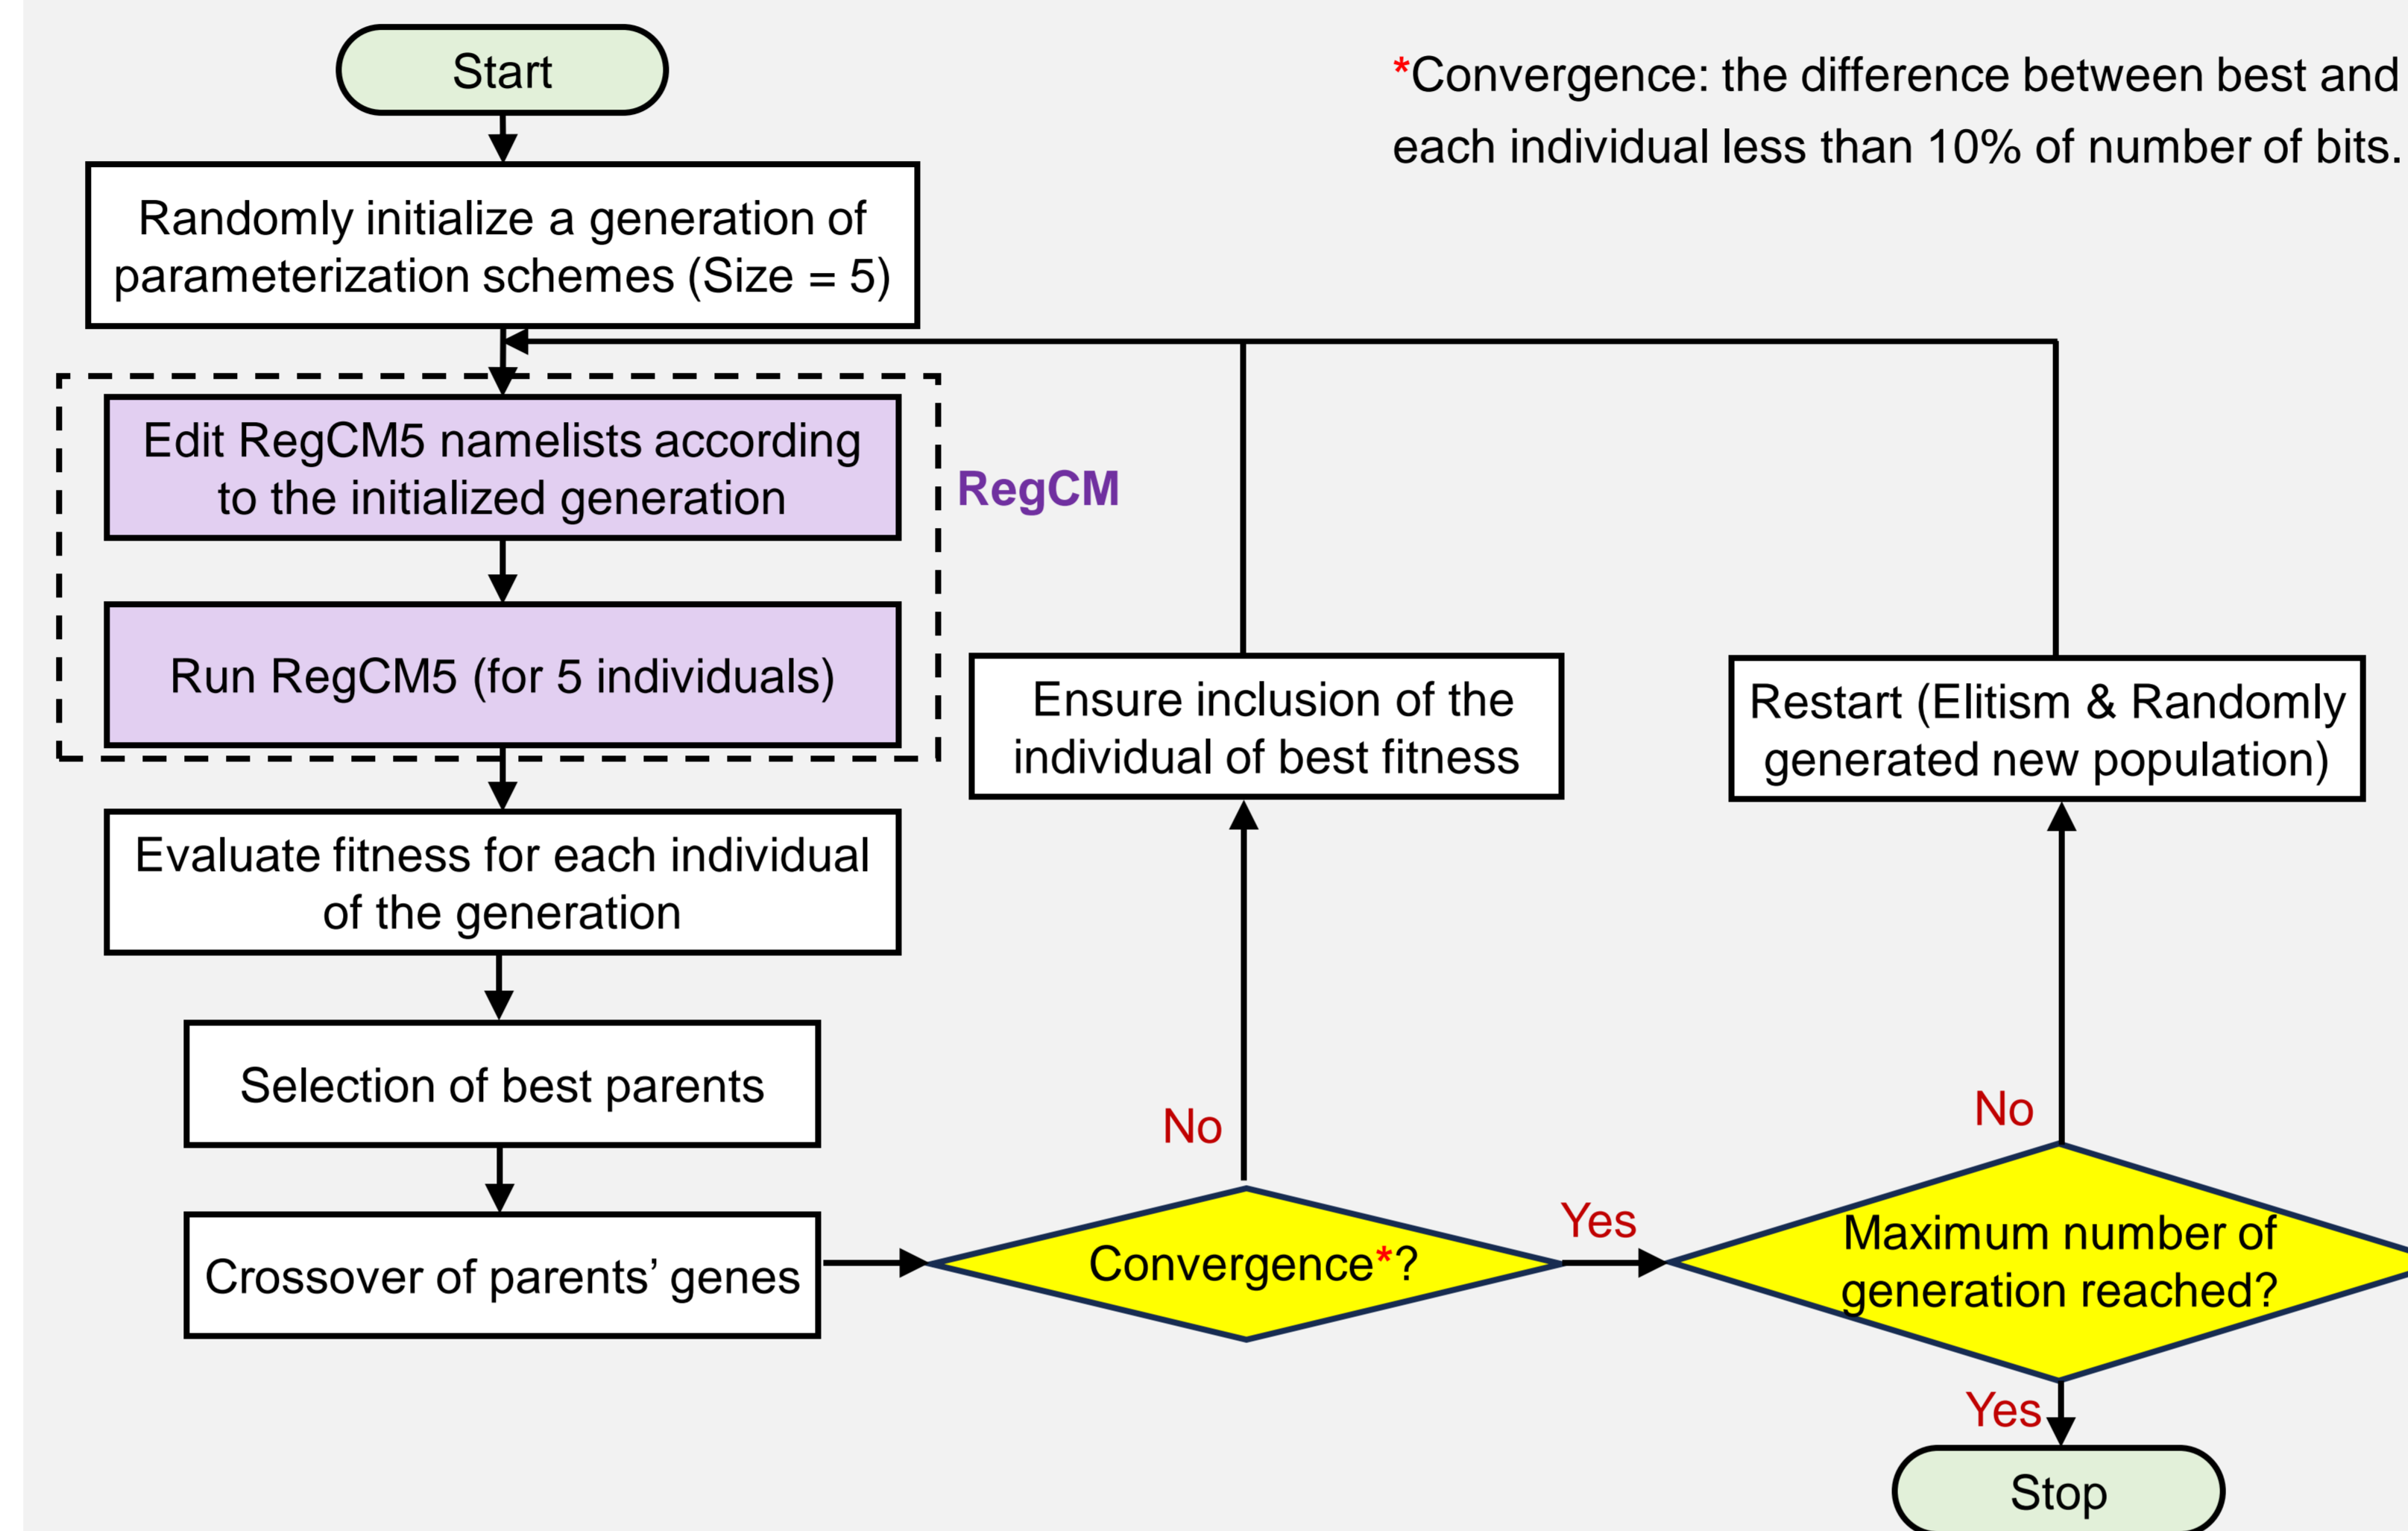 Start
*Convergence: the difference between best and
each individual less than 10% of number of bits.
Randomly initialize a generation of
parameterization schemes (Size = 5)
Edit RegCM5 namelists according
to the initialized generation
RegCM
Run RegCM5 (for 5 individuals)
Ensure inclusion of the
individual of best fitness
Restart (Elitism & Randomly
generated new population)
Evaluate fitness for each individual
of the generation
Selection of best parents
No
No
Crossover of parents’ genes
Convergence*?
Yes
Maximum number of
generation reached?
Yes
Stop